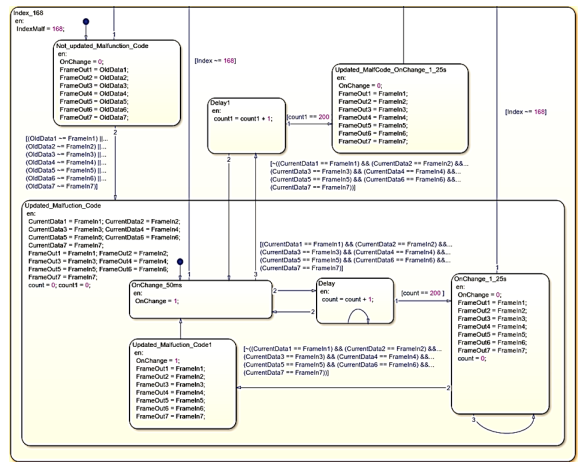 Index_168
en:
IndexMalf = 168;
1
1
1
Not_updated_Malfunction_Code
en:
OnChange = 0;
FrameOut1 = OldData1;
FrameOut2 = OldData2;
FrameOut3 = OldData3;
FrameOut4 = OldData4;
FrameOut5 = OldData5;
FrameOut6 = OldData6;
FrameOut7 = OldData7;
2
[Index ~= 168]
Delay1
en:
count1 = count1 + 1;
[count1 == 200
1
2
3
Updated_MalfCode_OnChange_1_25s
en:
OnChange = 0;
FrameOut1 = FrameIn1;
FrameOut2 = FrameIn2;
FrameOut3 = FrameIn3;
FrameOut4 = FrameIn4;
FrameOut5 = FrameIn5;
FrameOut6 = FrameIn6;
FrameOut7 = FrameIn7;
[Index ~= 168]
[(OldData1 ~= FrameIn1) ||...
(OldData2 ~= FrameIn2) ||...
(OldData3 ~= FrameIn3) ||...
(OldData4 ~= FrameIn4) ||...
(OldData5 ~= FrameIn5) ||...
(OldData6 ~= FrameIn6) ||...
(OldData7 ~= FrameIn7)]
[~((CurrentData1 == FrameIn1) && (CurrentData2 == FrameIn2) &&...
(CurrentData3 == FrameIn3) && (CurrentData4 == FrameIn4) &&...
(CurrentData5 == FrameIn5) && (CurrentData6 == FrameIn6) &&...
(CurrentData7 == FrameIn7))]
Updated_Malfuction_Code
en:
CurrentData1 = FrameIn1; CurrentData2 = FrameIn2;
CurrentData3 = FrameIn3; CurrentData4 = FrameIn4;
CurrentData5 = FrameIn5; CurrentData6 = FrameIn6;
CurrentData7 = FrameIn7;
FrameOut1 = FrameIn1; FrameOut2 = FrameIn2;
FrameOut3 = FrameIn3; FrameOut4 = FrameIn4;
FrameOut5 = FrameIn5; FrameOut6 = FrameIn6;
FrameOut7 = FrameIn7;
count = 0; count1 = 0;
[(CurrentData1 == FrameIn1) && (CurrentData2 == FrameIn2) &&...
(CurrentData3 == FrameIn3) && (CurrentData4 == FrameIn4) &&...
(CurrentData5 == FrameIn5) && (CurrentData6 == FrameIn6) &&...
(CurrentData7 == FrameIn7)]
OnChange_50ms
en:
OnChange = 1;
2
2
Delay
en:
count = count + 1;
1
[count == 200 ]
OnChange_1_25s
en:
OnChange = 0;
FrameOut1 = FrameIn1;
FrameOut2 = FrameIn2;
FrameOut3 = FrameIn3;
FrameOut4 = FrameIn4;
FrameOut5 = FrameIn5;
FrameOut6 = FrameIn6;
FrameOut7 = FrameIn7;
count = 0;
2
3
Updated_Malfuction_Code1
en:
OnChange = 1;
FrameOut1 = FrameIn1;
FrameOut2 = FrameIn2;
FrameOut3 = FrameIn3;
FrameOut4 = FrameIn4;
FrameOut5 = FrameIn5;
FrameOut6 = FrameIn6;
FrameOut7 = FrameIn7;
[~((CurrentData1 == FrameIn1) && (CurrentData2 == FrameIn2) &&...
(CurrentData3 == FrameIn3) && (CurrentData4 == FrameIn4) &&...
(CurrentData5 == FrameIn5) && (CurrentData6 == FrameIn6) &&...
(CurrentData7 == FrameIn7))]